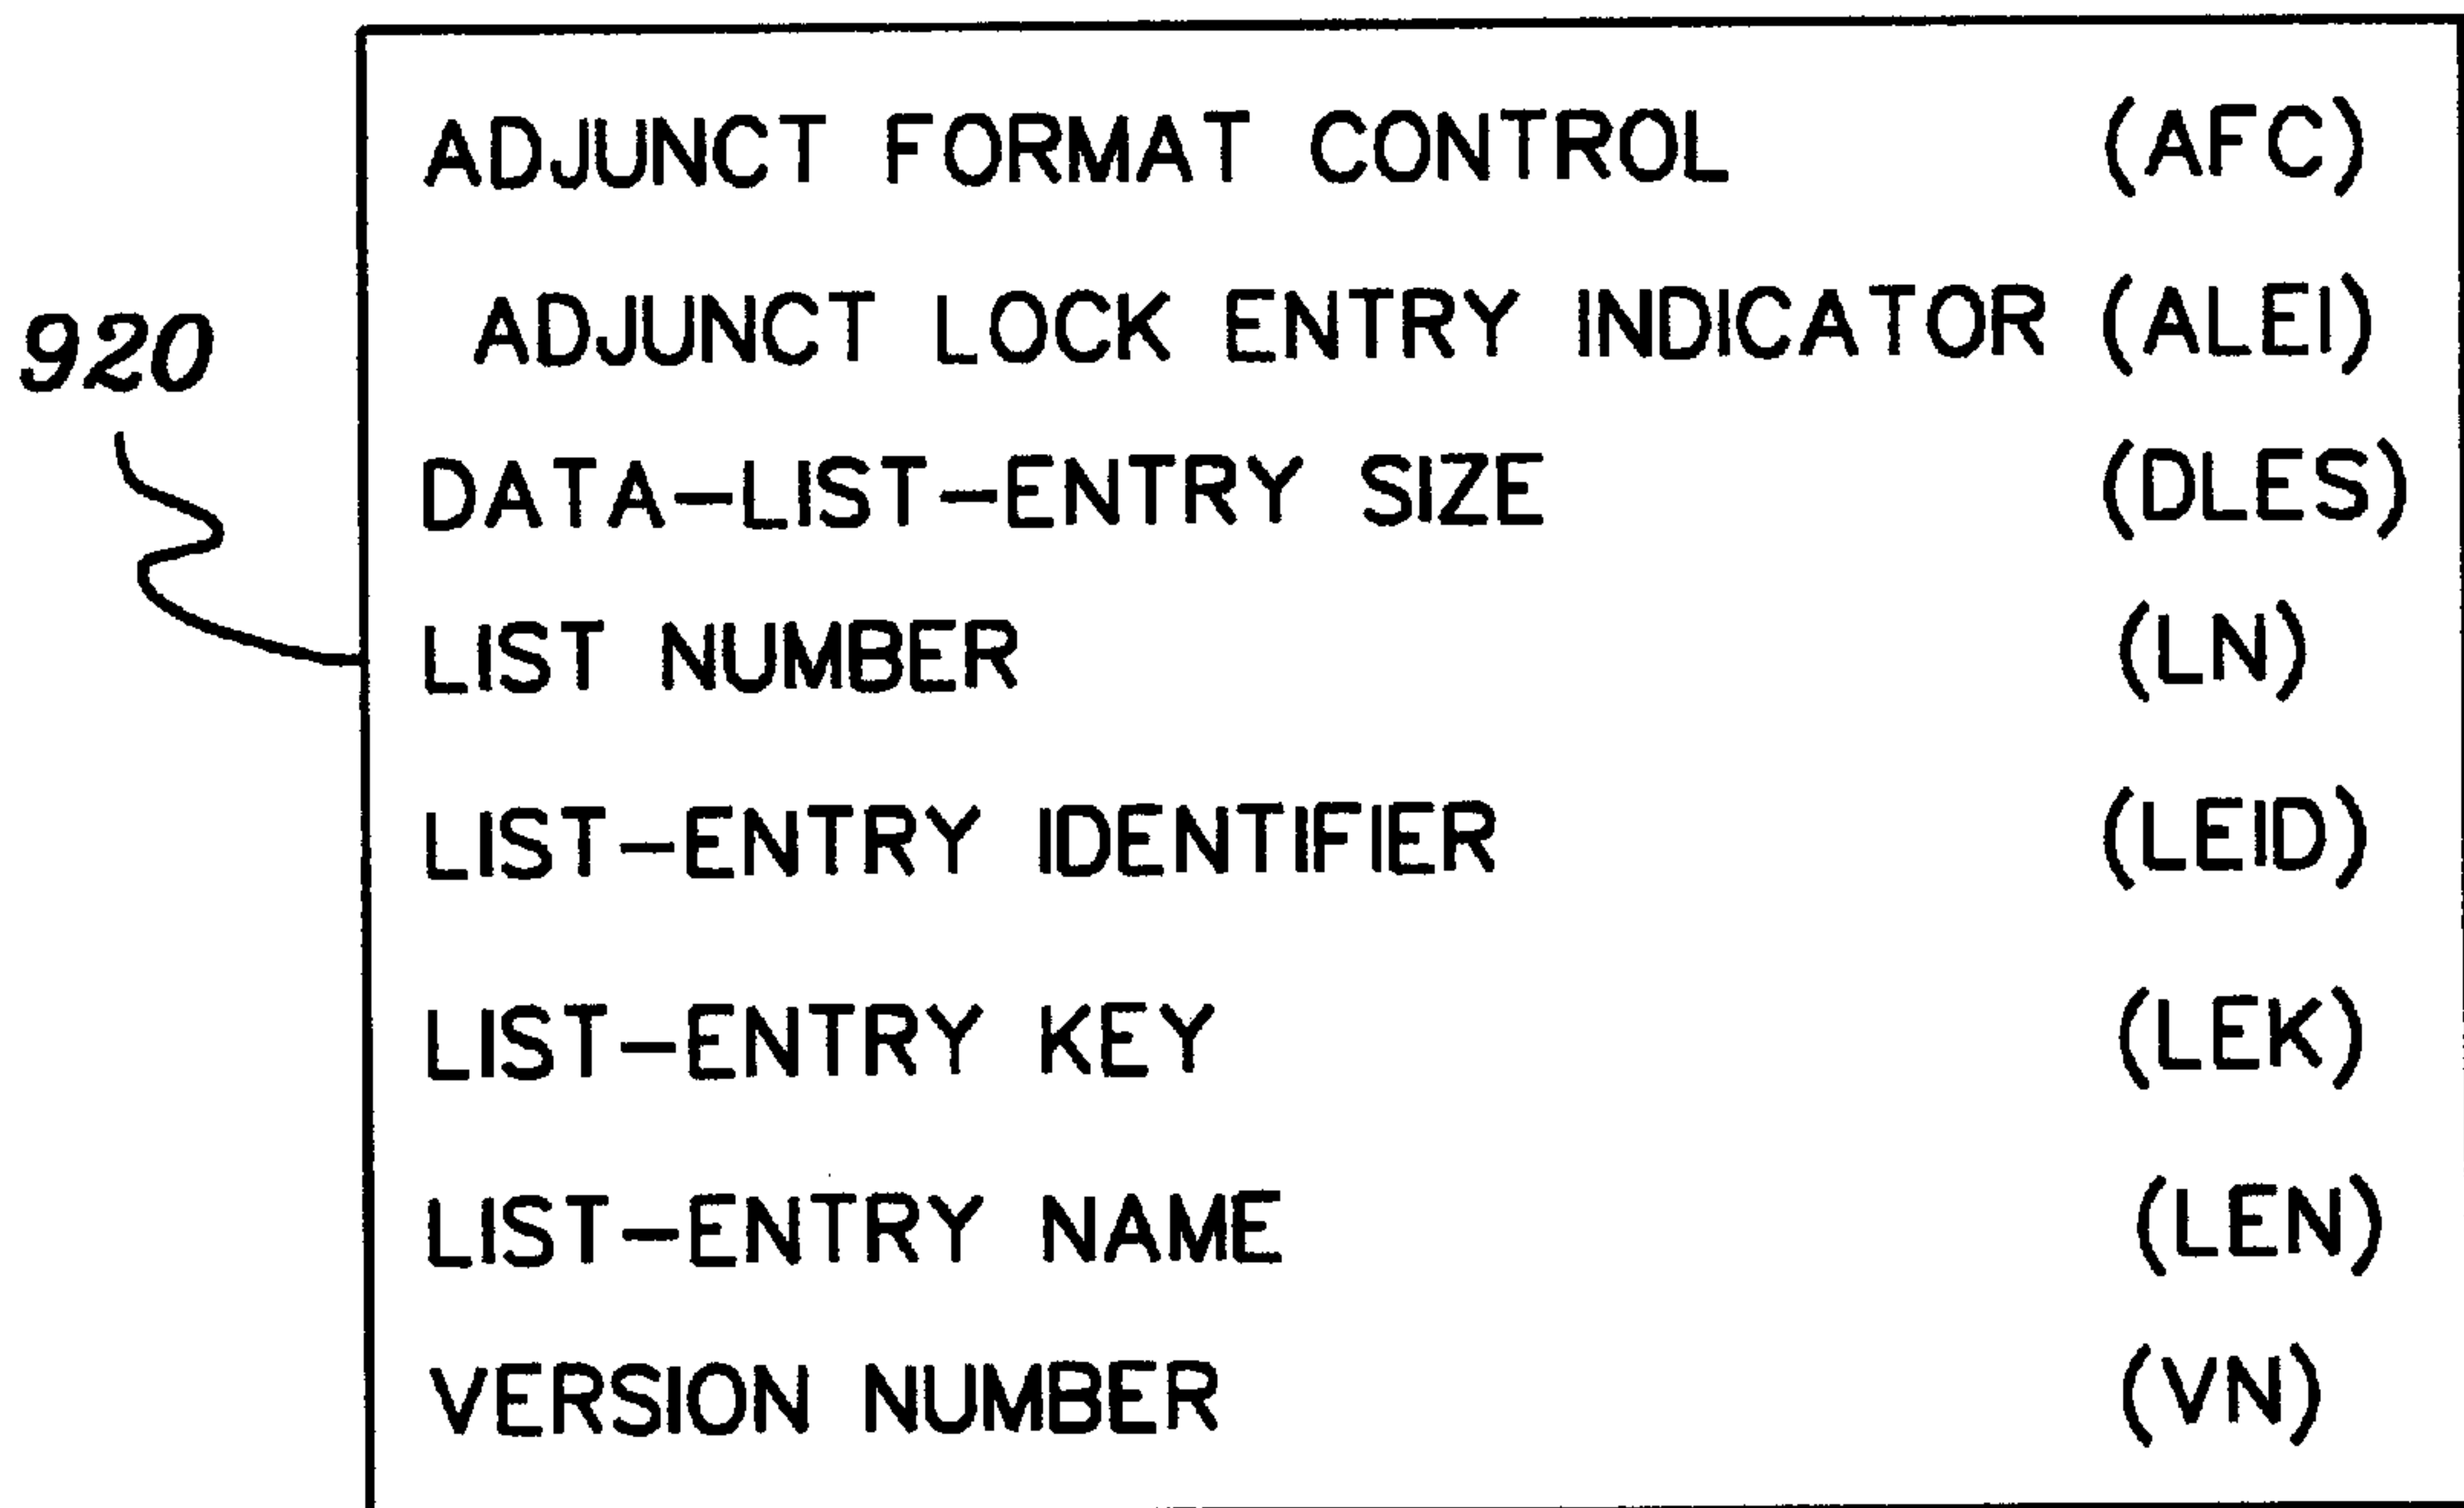 ADJUNCT FORMAT CONTROL (AFC)
ADJUNCT LOCK ENTRY INDICATOR (ALEI)
920
DATA-LIST-ENTRY SIZE (DLES)
LIST NUMBER (LN)
LIST-ENTRY IDENTIFIER (LEID)
LIST-ENTRY KEY (LEK)
LIST-ENTRY NAME (LEN)
VERSION NUMBER (VN)